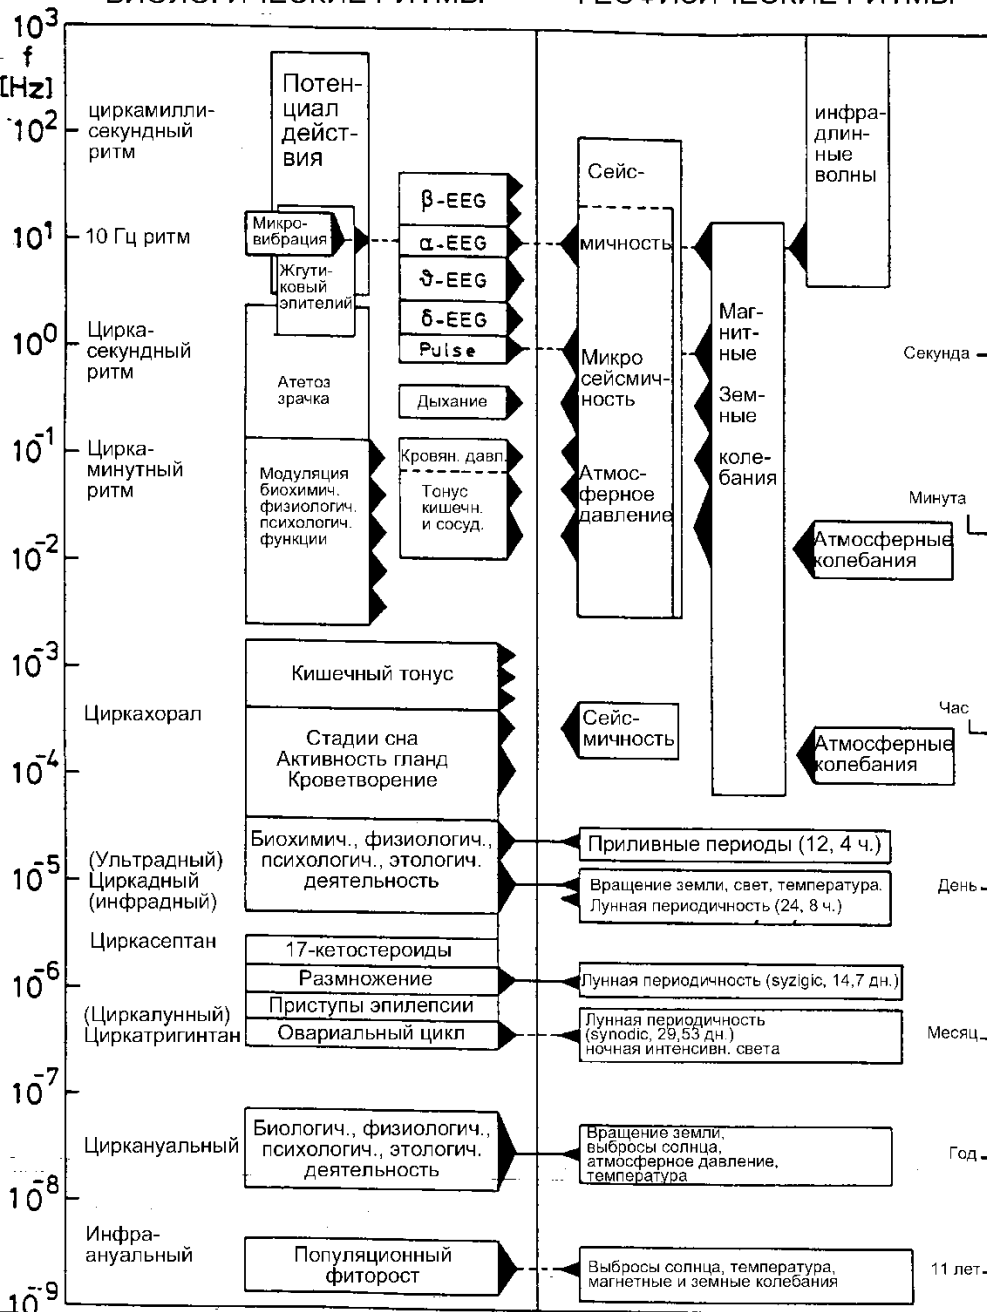 БИОЛОГИЧЕСКИЕ РИТМЫ
ГЕОФИЗИЧЕСКИЕ РИТМЫ
10³
f
[Hz]
10²
10¹
10⁰
10⁻¹
10⁻²
10⁻³
10⁻⁴
10⁻⁵
10⁻⁶
10⁻⁷
10⁻⁸
10⁻⁹
циркамилли-
секундный
ритм
10 Гц ритм
Цирка-
секундный
ритм
Цирка-
минутный
ритм
Циркахорал
(Ультрадный)
Циркадный
(инфрадный)
Циркасептан
(Циркалунный)
Циркатригинтан
Циркануальный
Инфра-
ануальный
Потен-
циал
дейст-
вия
Микро-
вибрация
Жгути-
ковый
эпителий
Атетоз
зрачка
Модуляция
биохимич.
физиологич.
психологич.
функции
β-EEG
α-EEG
ϑ-EEG
δ-EEG
Pulse
Дыхание
Кровян. давл.
Тонус
кишечн.
и сосуд.
Кишечный тонус
Стадии сна
Активность гланд
Кроветворение
Биохимич., физиологич.,
психологич., этологич.
деятельность
17-кетостероиды
Размножение
Приступы эпилепсии
Овариальный цикл
Биологич., физиологич.,
психологич., этологич.
деятельность
Популяционный
фиторост
Сейс-
мичность
Микро
сейсмич-
ность
Атмос-
ферное
давление
Маг-
нит-
ные
Зем-
ные
коле-
бания
инфра-
длин-
ные
волны
Атмосферные
колебания
Сейс-
мичность
Атмосферные
колебания
Приливные периоды (12, 4 ч.)
Вращение земли, свет, температура.
Лунная периодичность (24, 8 ч.)
Лунная периодичность (syzigic, 14,7 дн.)
Лунная периодичность
(synodic, 29,53 дн.)
ночная интенсивн. света
Вращение земли,
выбросы солнца,
атмосферное давление,
температура
Выбросы солнца, температура,
магнетные и земные колебания
Секунда
Минута
Час
День
Месяц
Год
11 лет